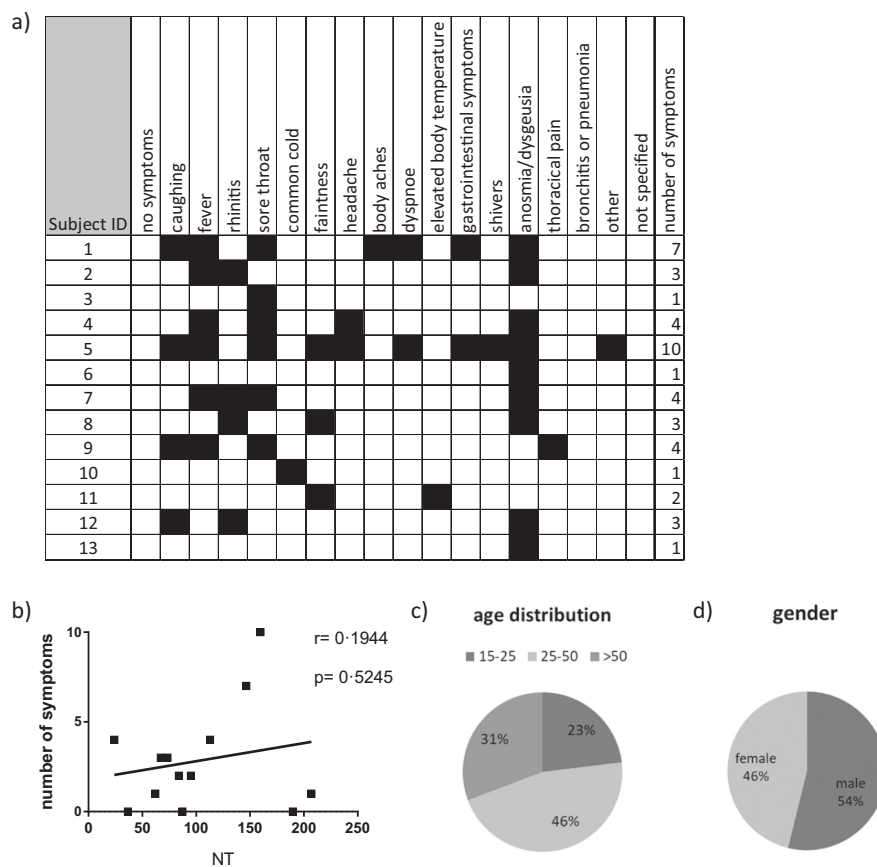 a)
Subject ID
no symptoms
caughing
fever
rhinitis
sore throat
common cold
faintness
headache
body aches
dyspnoe
elevated body temperature
gastrointestinal symptoms
shivers
anosmia/dysgeusia
thoracical pain
bronchitis or pneumonia
other
not specified
number of symptoms
1 7
2 3
3 1
4 4
5 10
6 1
7 4
8 3
9 4
10 1
11 2
12 3
13 1
b)
number of symptoms
10
5
0
0 50 100 150 200 250
NT
r= 0·1944
p= 0·5245
c)
age distribution
15-25 25-50 >50
31%
23%
46%
d)
gender
female
46%
male
54%